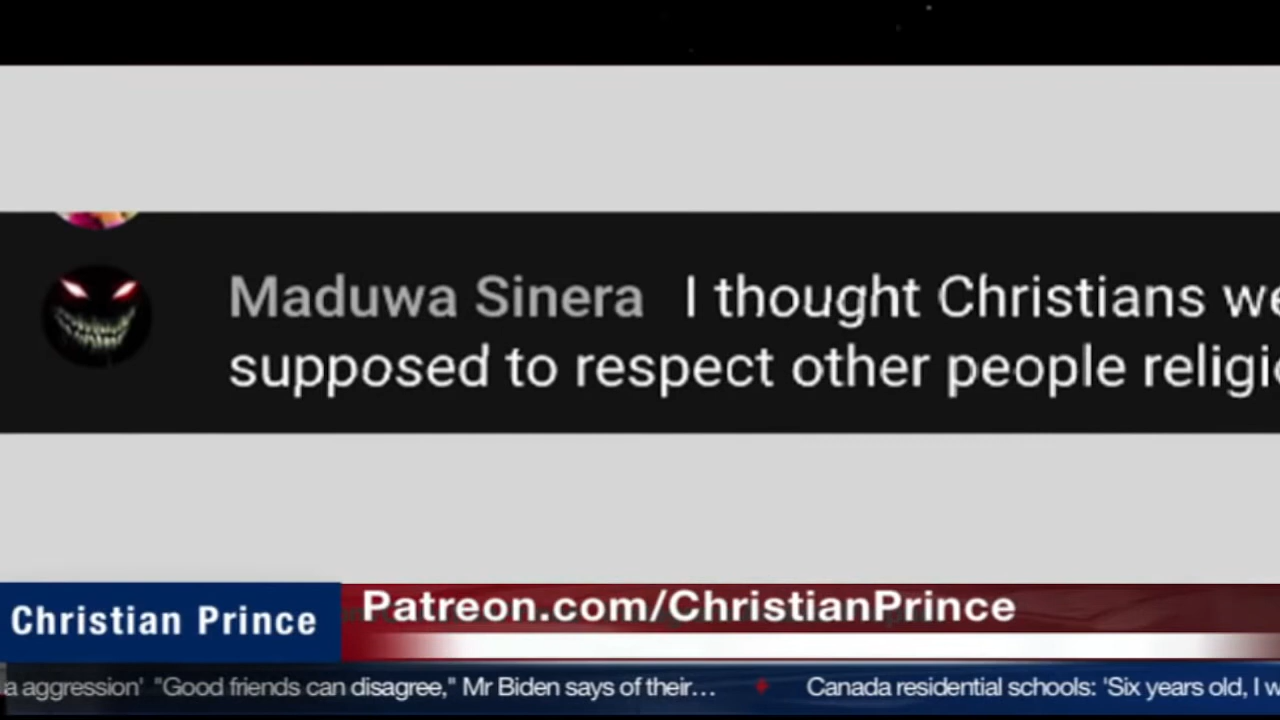 Maduwa Sinera I thought Christians we
supposed to respect other people religi
Christian Prince
Patreon.com/ChristianPrince
a aggression' "Good friends can disagree," Mr Biden says of their… Canada residential schools: 'Six years old, I w